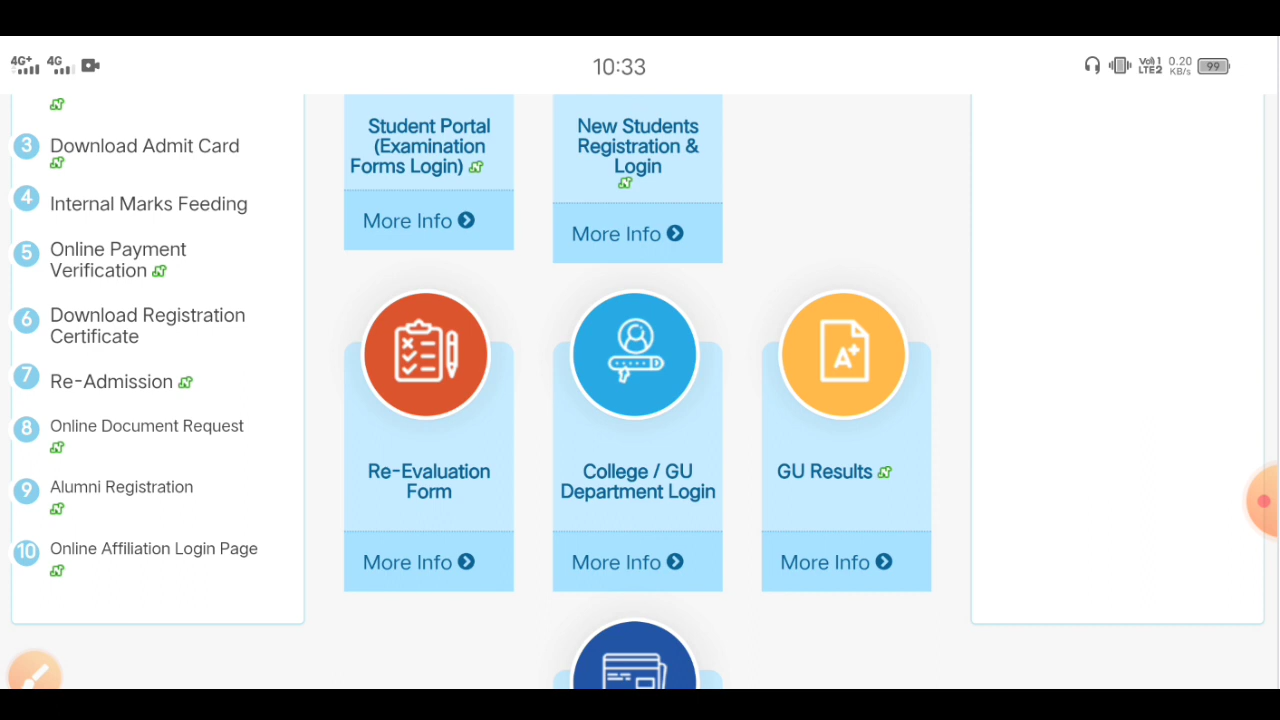 4G+ 4G 10:33 Vo) 1 LTE2 0.20 KB/s 99
3 Download Admit Card
4 Internal Marks Feeding
5 Online Payment
Verification
6 Download Registration
Certificate
7 Re-Admission
8 Online Document Request
9 Alumni Registration
10 Online Affiliation Login Page
Student Portal
(Examination
Forms Login)
More Info
New Students
Registration &
Login
More Info
Re-Evaluation
Form
More Info
College / GU
Department Login
More Info
A+
GU Results
More Info